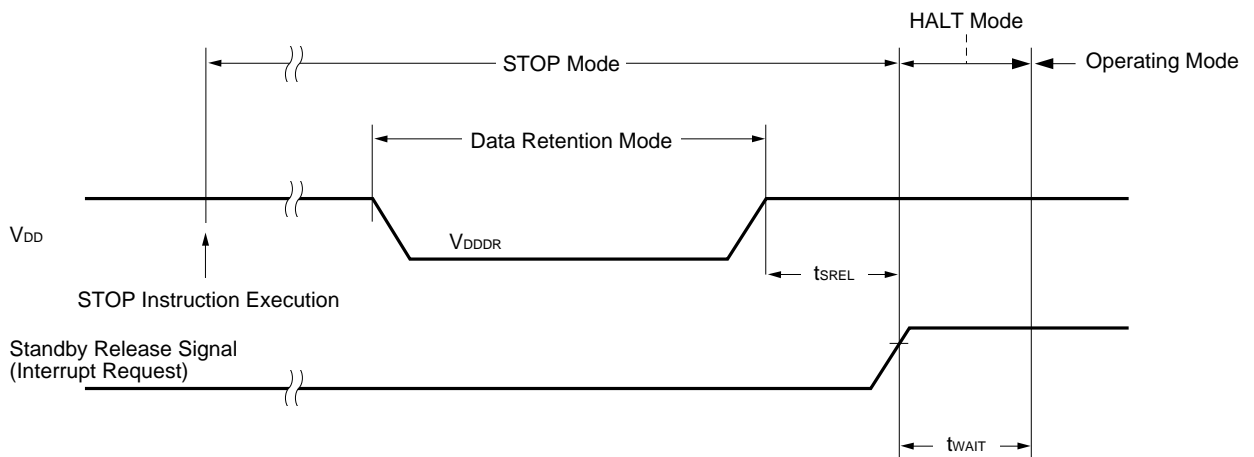 HALT Mode
STOP Mode
Operating Mode
Data Retention Mode
VDD
VDDDR
tSREL
STOP Instruction Execution
Standby Release Signal
(Interrupt Request)
tWAIT